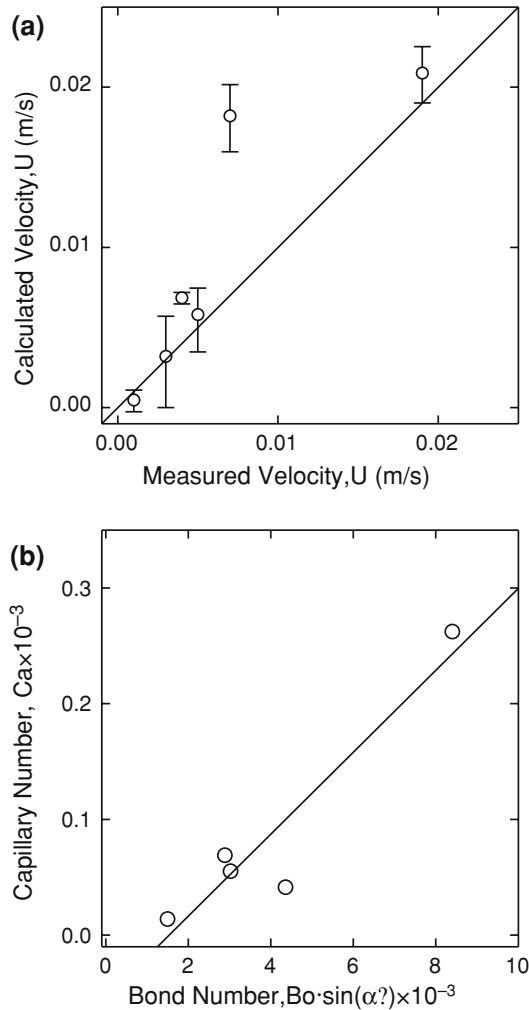 (a)
Calculated Velocity,U (m/s)
0.02
0.01
0.00
0.00 0.01 0.02
Measured Velocity,U (m/s)
(b)
Capillary Number, Ca×10⁻³
0.3
0.2
0.1
0.0
0 2 4 6 8 10
Bond Number,Bo·sin(α?)×10⁻³